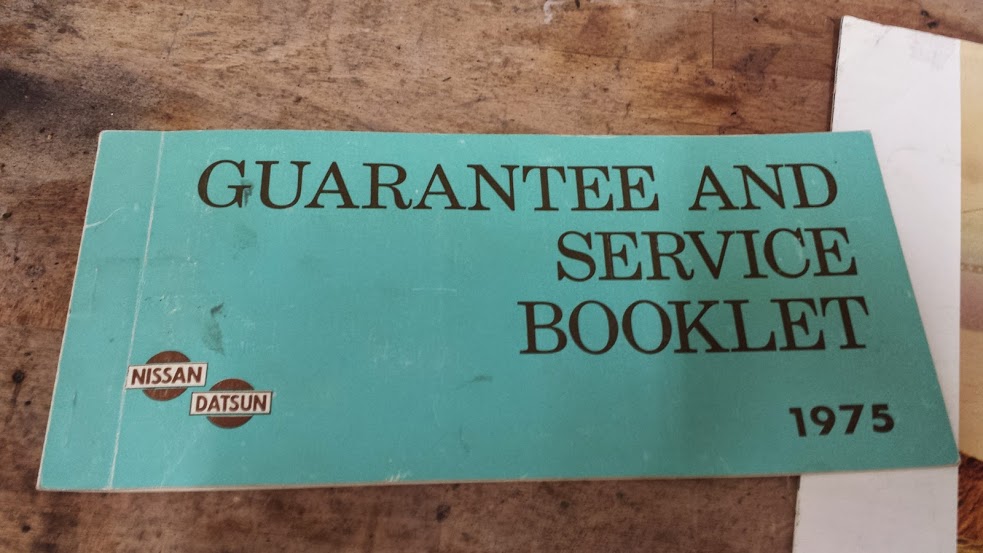 GUARANTEE AND
SERVICE
BOOKLET
NISSAN
DATSUN
1975